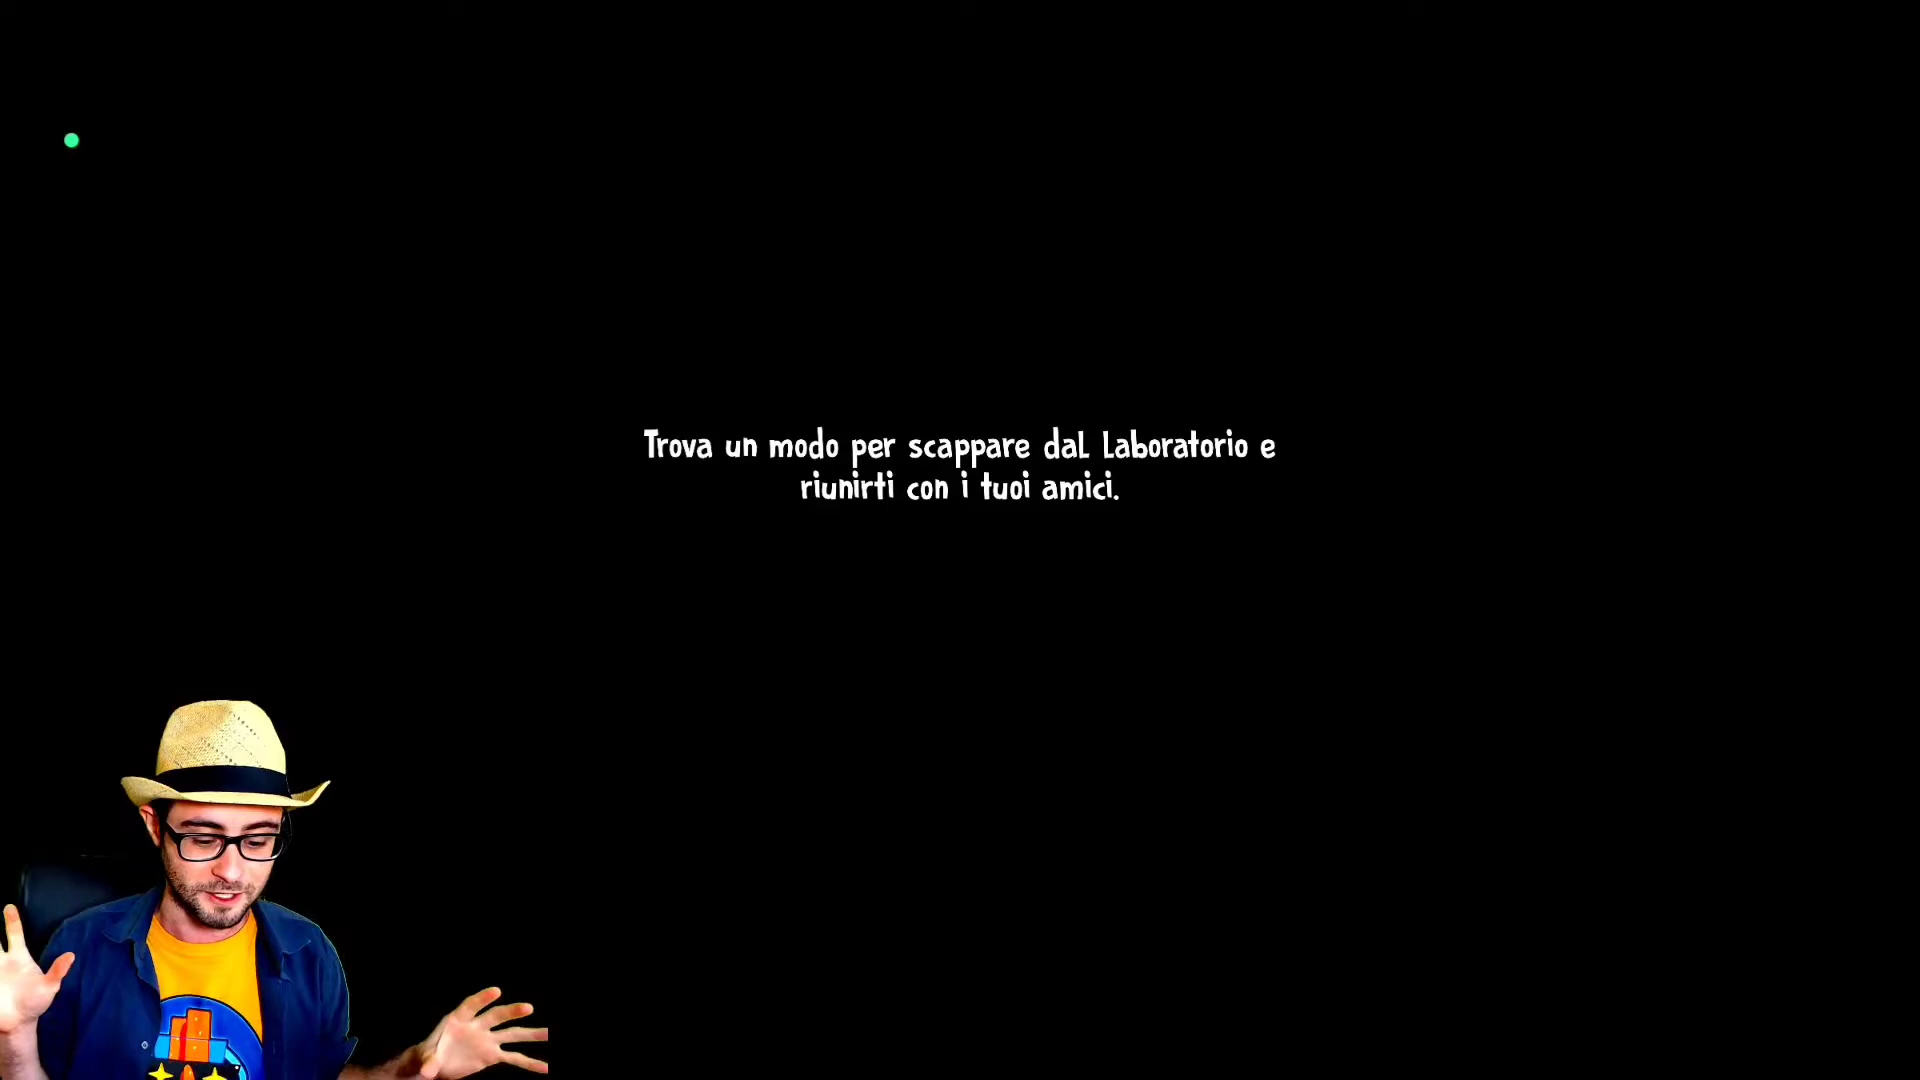 Trova un modo per scappare dal laboratorio e
riunirti con i tuoi amici.